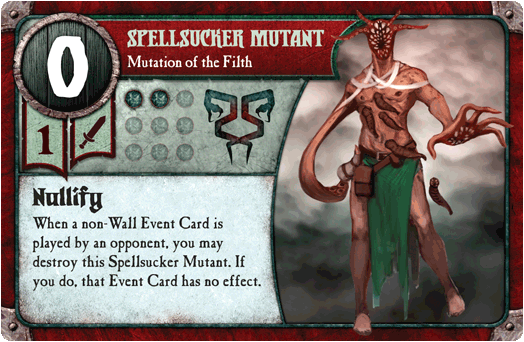 SPELLSUCKER MUTANT
0
Mutation of the Filth
1
Nullify
When a non-Wall Event Card is
played by an opponent, you may
destroy this Spellsucker Mutant. If
you do, that Event Card has no effect.